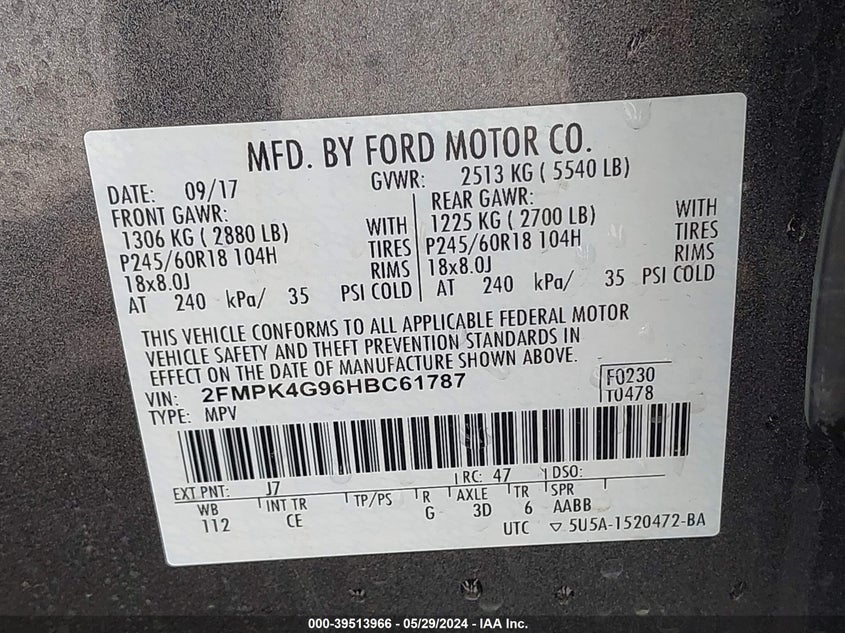 MFD. BY FORD MOTOR CO.
DATE: 09/17 GVWR: 2513 KG ( 5540 LB)
FRONT GAWR: REAR GAWR:
1306 KG ( 2880 LB) WITH 1225 KG ( 2700 LB) WITH
P245/60R18 104H TIRES P245/60R18 104H TIRES
18x8.0J RIMS 18x8.0J RIMS
AT 240 kPa/ 35 PSI COLD AT 240 kPa/ 35 PSI COLD
THIS VEHICLE CONFORMS TO ALL APPLICABLE FEDERAL MOTOR
VEHICLE SAFETY AND THEFT PREVENTION STANDARDS IN
EFFECT ON THE DATE OF MANUFACTURE SHOWN ABOVE.
VIN: 2FMPK4G96HBC61787 F0230
TYPE: MPV T0478
EXT PNT: J7 RC: 47 DSO:
WB INT TR TP/PS R AXLE TR SPR
112 CE G 3D 6 AABB
UTC ▽ 5U5A-1520472-BA
000-39513966 - 05/29/2024 - IAA Inc.